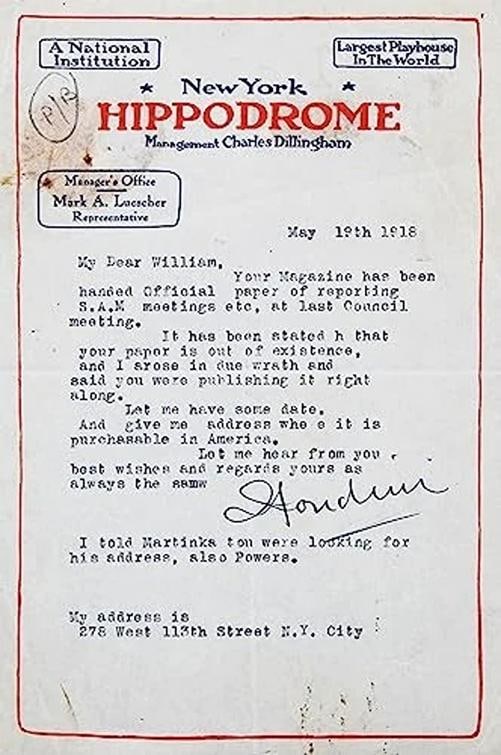 A National
Institution
Largest Playhouse
In The World
P/B
★ New York ★
HIPPODROME
Management Charles Dillingham
Manager's Office
Mark A. Luescher
Representative
May 19th 1918
My Dear William,
Your Magazine has been
handed Official paper of reporting
S.A.M meetings etc, at last Council
meeting.
It has been stated h that
your paper is out of existence,
and I arose in due wrath and
said you were publishing it right
along.
Let me have some date.
And give me address whe e it is
purchasable in America.
Let me hear from you .
best wishes and regards yours as
always the samw
Houdini
I told Martinka tou were looking for
his address, also Powers.
My address is
278 West 113th Street N.Y. City